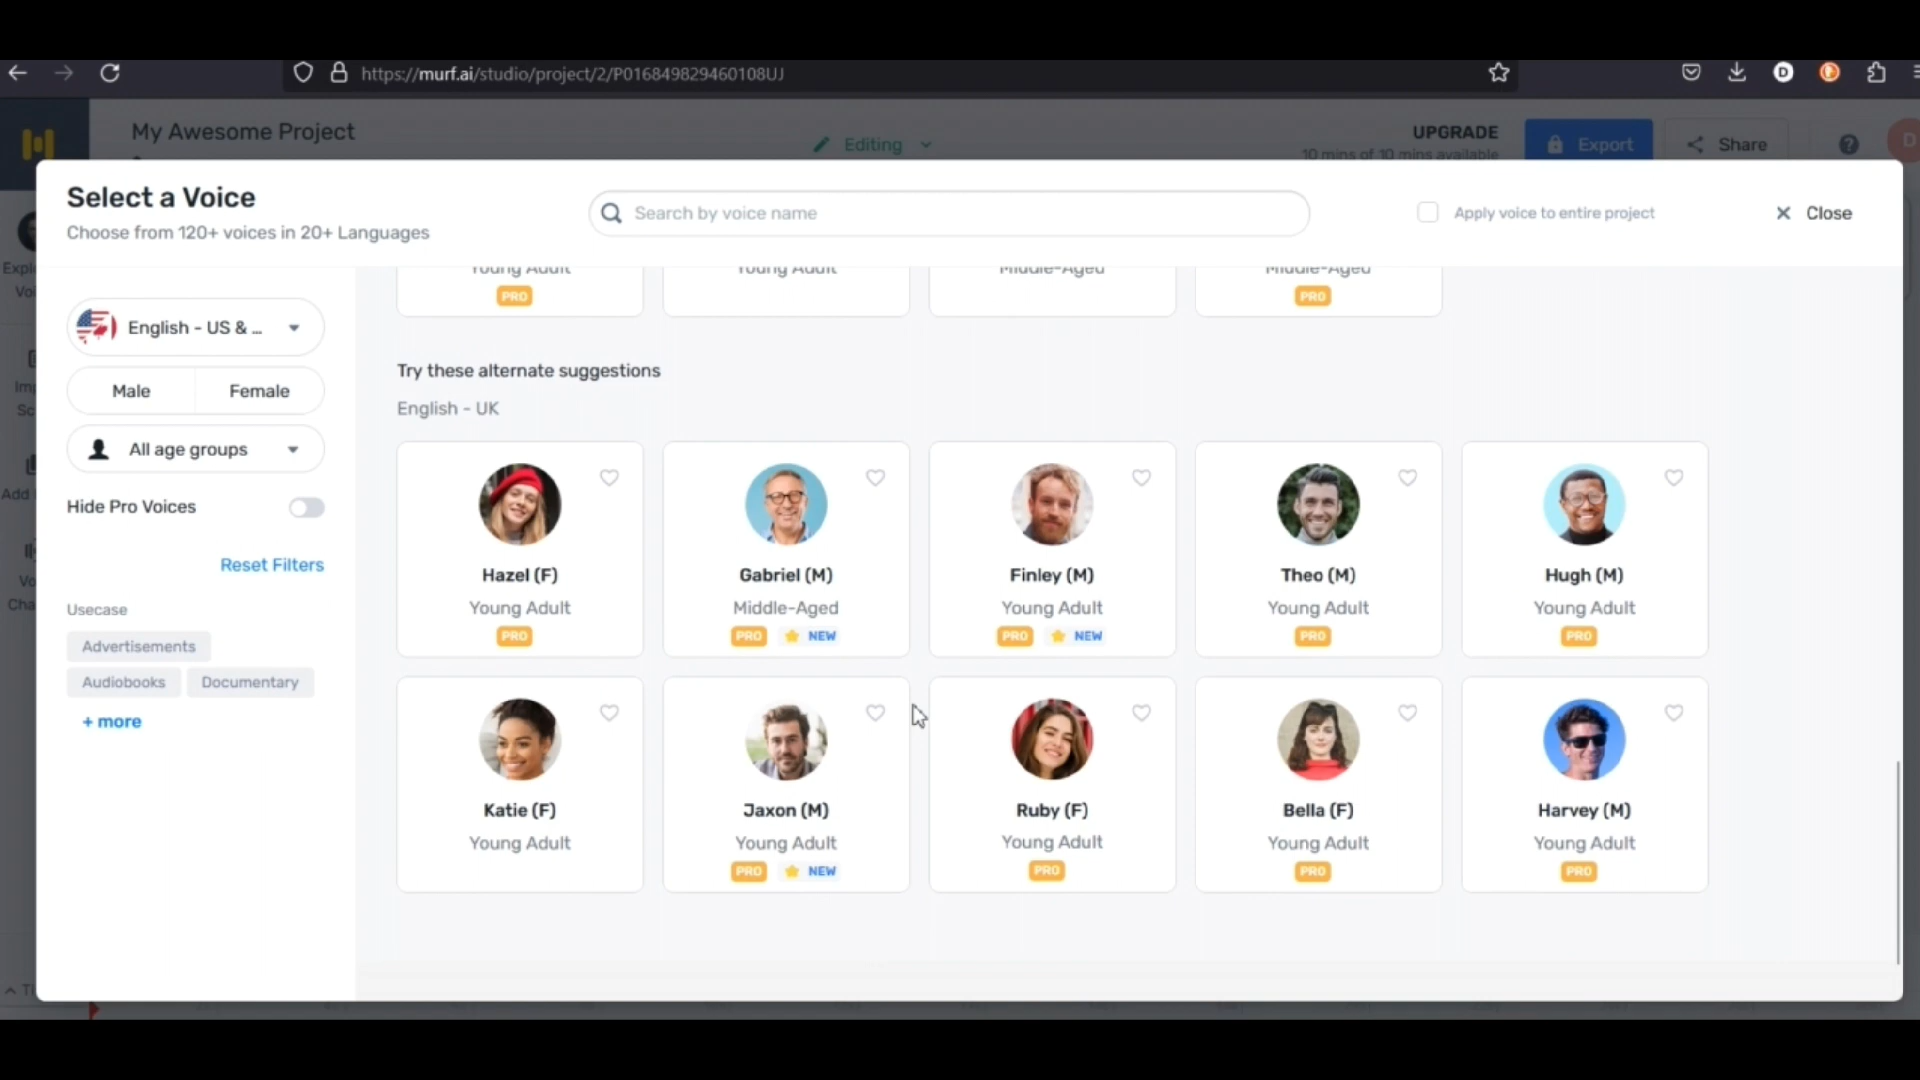 https://murf.ai/studio/project/2/P016849829460108UJ
My Awesome Project
Editing
UPGRADE
10 mins of 10 mins available
Export
Share
Select a Voice
Choose from 120+ voices in 20+ Languages
Search by voice name
Apply voice to entire project
Close
English - US & ...
Male
Female
All age groups
Hide Pro Voices
Reset Filters
Usecase
Advertisements
Audiobooks
Documentary
+ more
Young Adult
PRO
Young Adult
Middle-Aged
Middle-Aged
PRO
Try these alternate suggestions
English - UK
Hazel (F)
Young Adult
PRO
Gabriel (M)
Middle-Aged
PRO NEW
Finley (M)
Young Adult
PRO NEW
Theo (M)
Young Adult
PRO
Hugh (M)
Young Adult
PRO
Katie (F)
Young Adult
Jaxon (M)
Young Adult
PRO NEW
Ruby (F)
Young Adult
PRO
Bella (F)
Young Adult
PRO
Harvey (M)
Young Adult
PRO